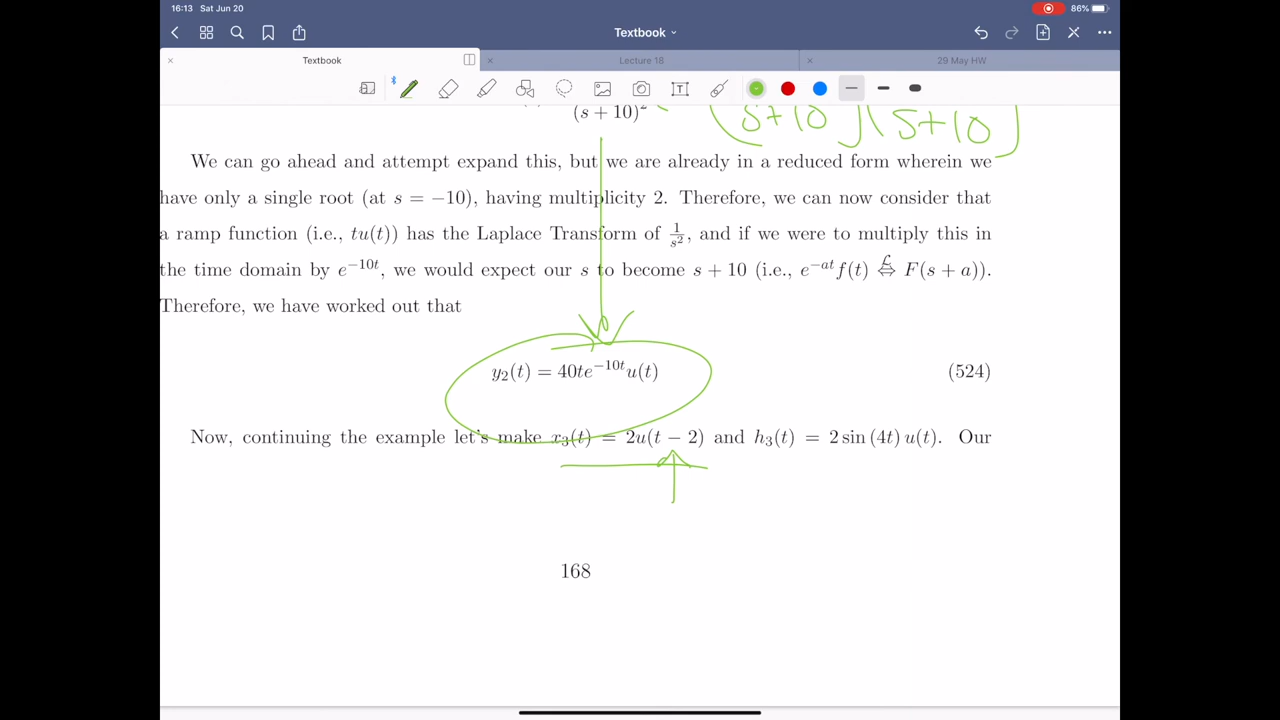 16:13 Sat Jun 20
86%
Textbook
Textbook
Lecture 18
29 May HW
(s + 10)²
(s+10)(s+10)
We can go ahead and attempt expand this, but we are already in a reduced form wherein we
have only a single root (at s = −10), having multiplicity 2. Therefore, we can now consider that
a ramp function (i.e., tu(t)) has the Laplace Transform of 1/s², and if we were to multiply this in
the time domain by e^{−10t}, we would expect our s to become s + 10 (i.e., e^{−at}f(t) ⇔^ℒ F(s + a)).
Therefore, we have worked out that
y₂(t) = 40te^{−10t}u(t) (524)
Now, continuing the example let's make x₃(t) = 2u(t − 2) and h₃(t) = 2 sin (4t) u(t). Our
168